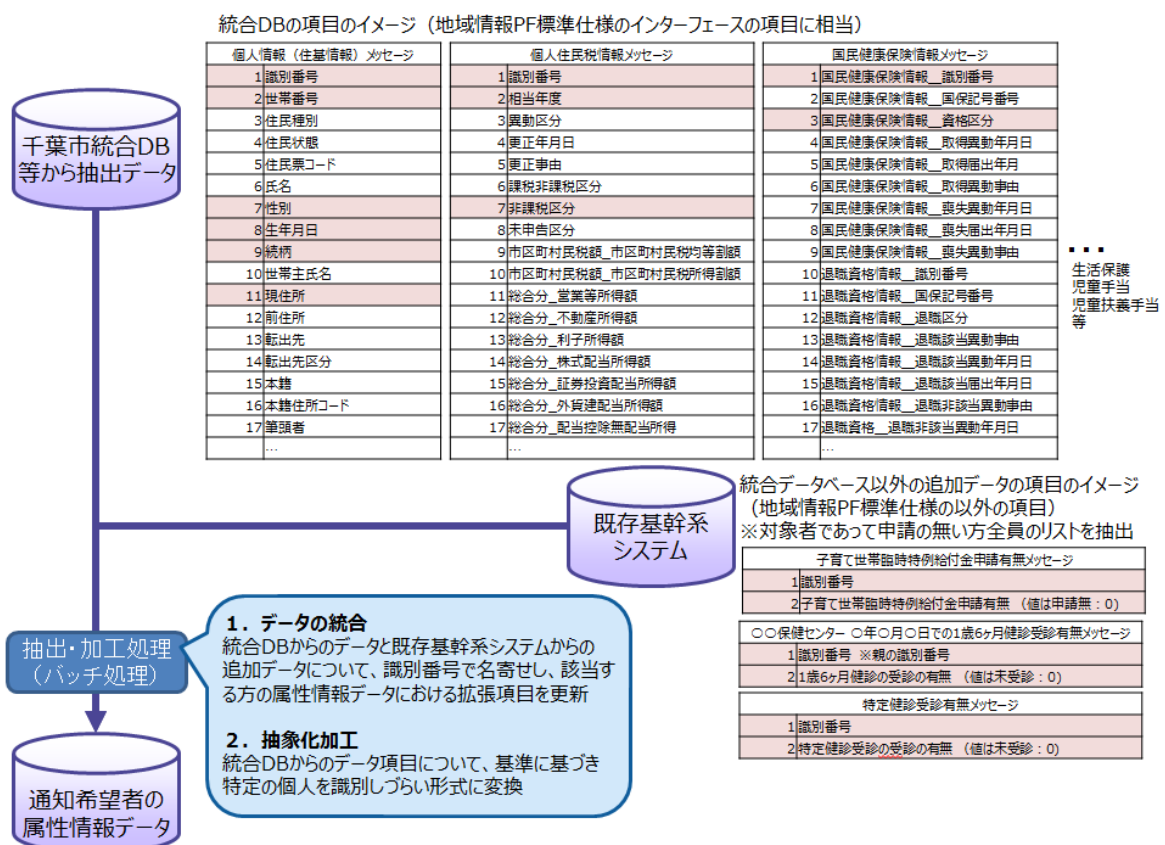 統合DBの項目のイメージ（地域情報PF標準仕様のインターフェースの項目に相当）
千葉市統合DB
等から抽出データ
個人情報（住基情報）メッセージ
1 識別番号
2 世帯番号
3 住民種別
4 住民状態
5 住民票コード
6 氏名
7 性別
8 生年月日
9 続柄
10 世帯主氏名
11 現住所
12 前住所
13 転出先
14 転出先区分
15 本籍
16 本籍住所コード
17 筆頭者
…
個人住民税情報メッセージ
1 識別番号
2 相当年度
3 異動区分
4 更正年月日
5 更正事由
6 課税非課税区分
7 非課税区分
8 未申告区分
9 市区町村民税額_市区町村民税均等割額
10 市区町村民税額_市区町村民税所得割額
11 総合分_営業等所得額
12 総合分_不動産所得額
13 総合分_利子所得額
14 総合分_株式配当所得額
15 総合分_証券投資配当所得額
16 総合分_外貨建配当所得額
17 総合分_配当控除無配当所得
…
国民健康保険情報メッセージ
1 国民健康保険情報__識別番号
2 国民健康保険情報__国保記号番号
3 国民健康保険情報__資格区分
4 国民健康保険情報__取得異動年月日
5 国民健康保険情報__取得届出年月
6 国民健康保険情報__取得異動事由
7 国民健康保険情報__喪失異動年月日
8 国民健康保険情報__喪失届出年月日
9 国民健康保険情報__喪失異動事由
10 退職資格情報__識別番号
11 退職資格情報__国保記号番号
12 退職資格情報__退職区分
13 退職資格情報__退職該当異動事由
14 退職資格情報__退職該当異動年月日
15 退職資格情報__退職該当届出年月日
16 退職資格情報__退職非該当異動事由
17 退職資格__退職非該当異動年月日
…
・・・
生活保護
児童手当
児童扶養手当
等
既存基幹系
システム
統合データベース以外の追加データの項目のイメージ
（地域情報PF標準仕様の以外の項目）
※対象者であって申請の無い方全員のリストを抽出
子育て世帯臨時特例給付金申請有無メッセージ
1 識別番号
2 子育て世帯臨時特例給付金申請有無（値は申請無：0）
○○保健センター ○年○月○日での1歳6ヶ月健診受診有無メッセージ
1 識別番号 ※親の識別番号
2 1歳6ヶ月健診の受診の有無（値は未受診：0）
特定健診受診有無メッセージ
1 識別番号
2 特定健診受診の受診の有無（値は未受診：0）
抽出・加工処理
（バッチ処理）
1．データの統合
統合DBからのデータと既存基幹系システムからの
追加データについて、識別番号で名寄せし、該当す
る方の属性情報データにおける拡張項目を更新
2．抽象化加工
統合DBからのデータ項目について、基準に基づき
特定の個人を識別しづらい形式に変換
通知希望者の
属性情報データ